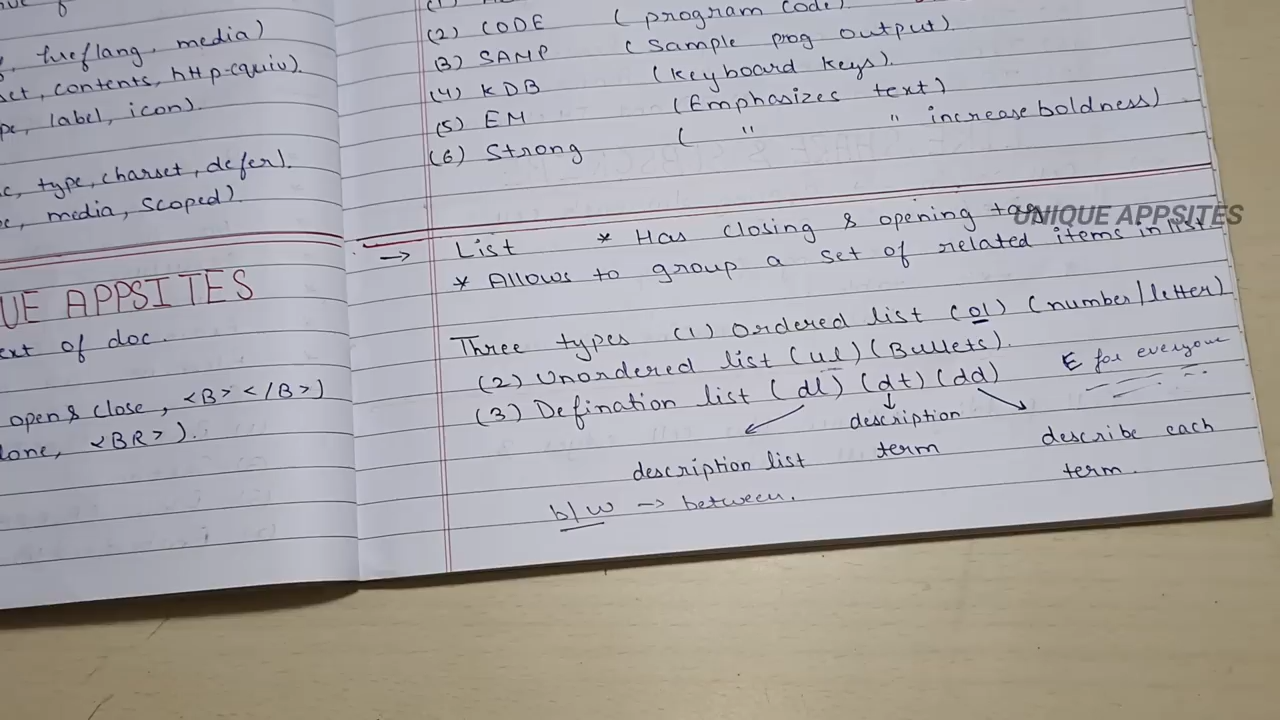 hreflang, media)
contents, http-equiv).
label, icon).
type, charset, defer).
media, scoped).
UE APPSITES
of doc.
open & close, <B> </B>)
<BR>).
(2) CODE (program code)
(3) SAMP (Sample prog output).
(4) KDB (keyboard keys).
(5) EM (Emphasizes text)
(6) Strong ( " " increase boldness)
UNIQUE APPSITES
→ List * Has closing & opening tag
* Allows to group a set of related items in list
Three types (1) Ordered list (ol) (number/letter)
(2) Unordered list (ul) (Bullets).
(3) Defination list (dl) (dt) (dd)
E for everyone
description list
description term
describe each term.
b/w → between.